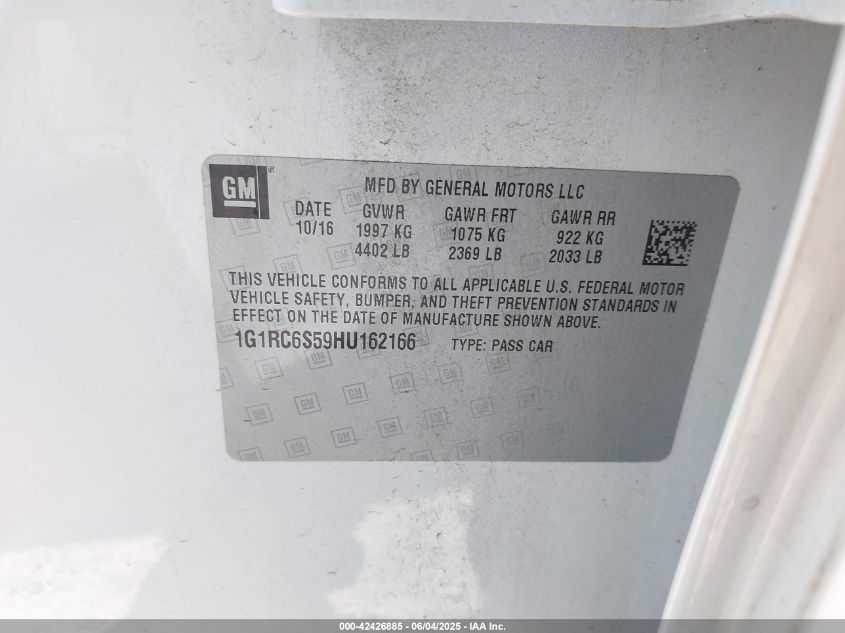 GM
MFD BY GENERAL MOTORS LLC
DATE GVWR GAWR FRT GAWR RR
10/16 1997 KG 1075 KG 922 KG
4402 LB 2369 LB 2033 LB
THIS VEHICLE CONFORMS TO ALL APPLICABLE U.S. FEDERAL MOTOR
VEHICLE SAFETY, BUMPER, AND THEFT PREVENTION STANDARDS IN
EFFECT ON THE DATE OF MANUFACTURE SHOWN ABOVE.
1G1RC6S59HU162166 TYPE: PASS CAR
000-42426885 - 06/04/2025 - IAA Inc.